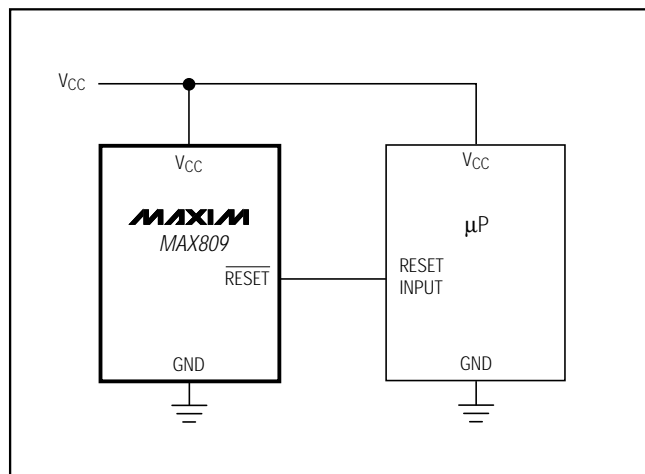 VCC
VCC
MAXIM
MAX809
RESET
GND
VCC
μP
RESET
INPUT
GND